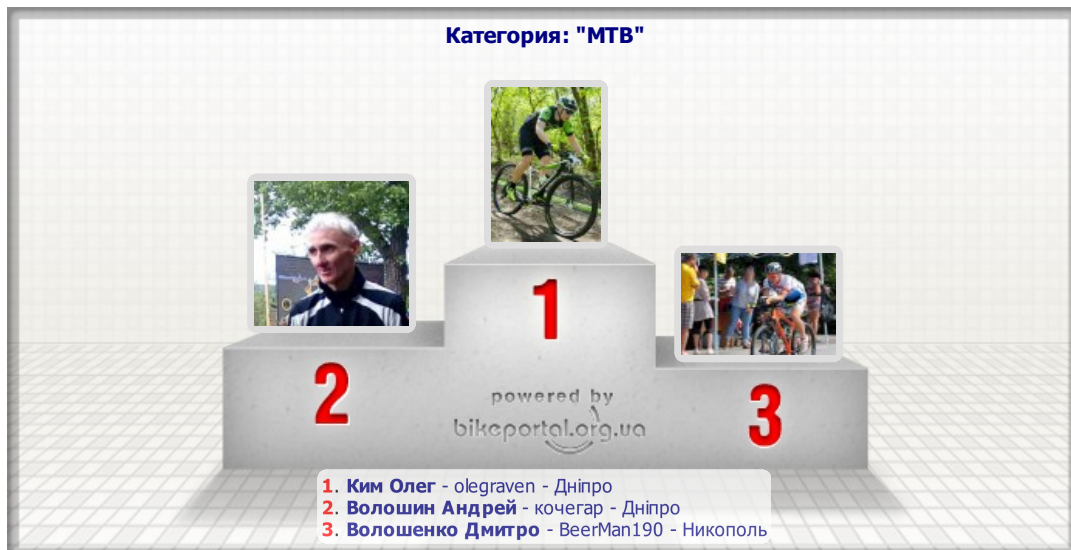 Категория: "МТВ"
1
2
3
powered by
bikeportal.org.ua
1. Ким Олег - olegraven - Дніпро
2. Волошин Андрей - кочегар - Дніпро
3. Волошенко Дмитро - BeerMan190 - Никополь